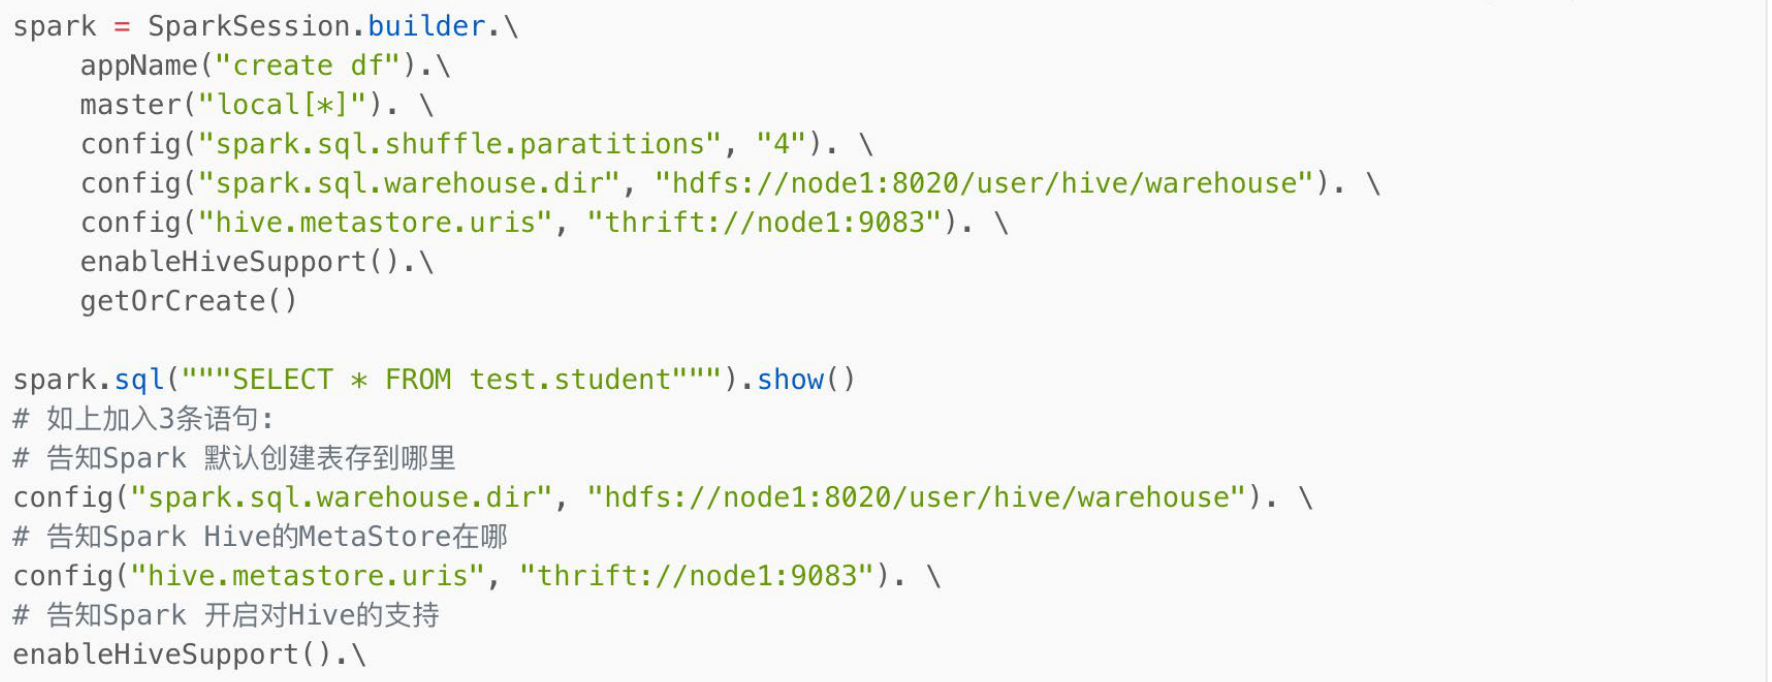 spark = SparkSession.builder.\
    appName("create df").\
    master("local[*]"). \
    config("spark.sql.shuffle.paratitions", "4"). \
    config("spark.sql.warehouse.dir", "hdfs://node1:8020/user/hive/warehouse"). \
    config("hive.metastore.uris", "thrift://node1:9083"). \
    enableHiveSupport().\
    getOrCreate()

spark.sql("""SELECT * FROM test.student""").show()
# 如上加入3条语句:
# 告知Spark 默认创建表存到哪里
config("spark.sql.warehouse.dir", "hdfs://node1:8020/user/hive/warehouse"). \
# 告知Spark Hive的MetaStore在哪
config("hive.metastore.uris", "thrift://node1:9083"). \
# 告知Spark 开启对Hive的支持
enableHiveSupport().\